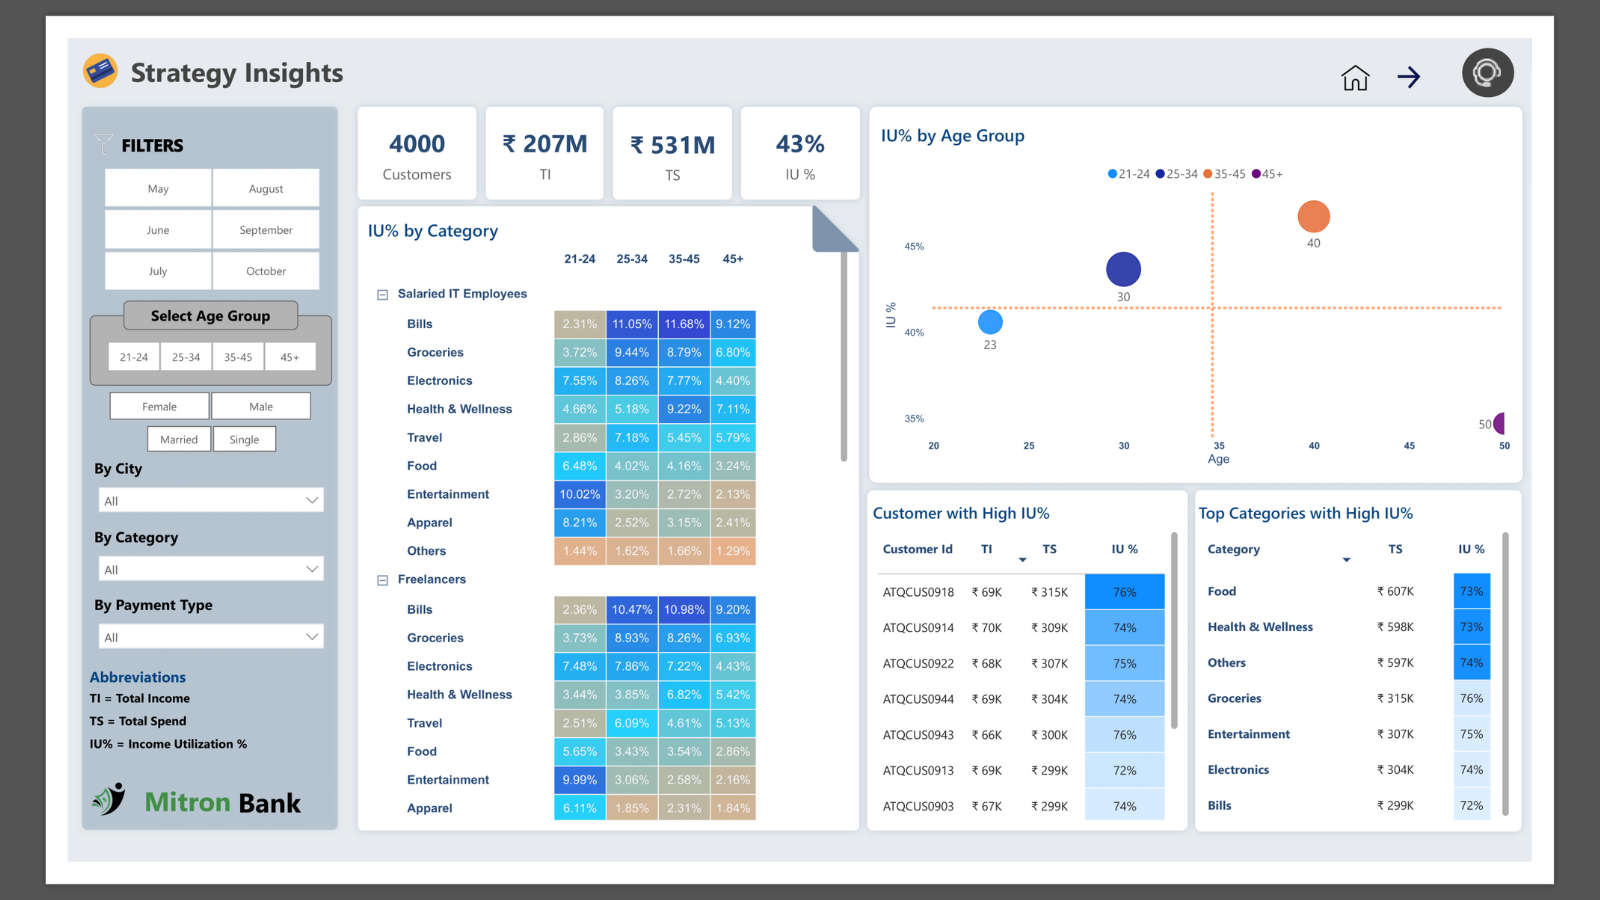 Strategy Insights
FILTERS
May August
June September
July October
Select Age Group
21-24 25-34 35-45 45+
Female Male
Married Single
By City
All
By Category
All
By Payment Type
All
Abbreviations
TI = Total Income
TS = Total Spend
IU% = Income Utilization %
Mitron Bank
4000
Customers
₹ 207M
TI
₹ 531M
TS
43%
IU %
IU% by Category
21-24 25-34 35-45 45+
Salaried IT Employees
Bills 2.31% 11.05% 11.68% 9.12%
Groceries 3.72% 9.44% 8.79% 6.80%
Electronics 7.55% 8.26% 7.77% 4.40%
Health & Wellness 4.66% 5.18% 9.22% 7.11%
Travel 2.86% 7.18% 5.45% 5.79%
Food 6.48% 4.02% 4.16% 3.24%
Entertainment 10.02% 3.20% 2.72% 2.13%
Apparel 8.21% 2.52% 3.15% 2.41%
Others 1.44% 1.62% 1.66% 1.29%
Freelancers
Bills 2.36% 10.47% 10.98% 9.20%
Groceries 3.73% 8.93% 8.26% 6.93%
Electronics 7.48% 7.86% 7.22% 4.43%
Health & Wellness 3.44% 3.85% 6.82% 5.42%
Travel 2.51% 6.09% 4.61% 5.13%
Food 5.65% 3.43% 3.54% 2.86%
Entertainment 9.99% 3.06% 2.58% 2.16%
Apparel 6.11% 1.85% 2.31% 1.84%
IU% by Age Group
21-24 25-34 35-45 45+
45%
40%
35%
IU %
40
30
23
50
20 25 30 35 40 45 50
Age
Customer with High IU%
Customer Id TI TS IU %
ATQCUS0918 ₹ 69K ₹ 315K 76%
ATQCUS0914 ₹ 70K ₹ 309K 74%
ATQCUS0922 ₹ 68K ₹ 307K 75%
ATQCUS0944 ₹ 69K ₹ 304K 74%
ATQCUS0943 ₹ 66K ₹ 300K 76%
ATQCUS0913 ₹ 69K ₹ 299K 72%
ATQCUS0903 ₹ 67K ₹ 299K 74%
Top Categories with High IU%
Category TS IU %
Food ₹ 607K 73%
Health & Wellness ₹ 598K 73%
Others ₹ 597K 74%
Groceries ₹ 315K 76%
Entertainment ₹ 307K 75%
Electronics ₹ 304K 74%
Bills ₹ 299K 72%